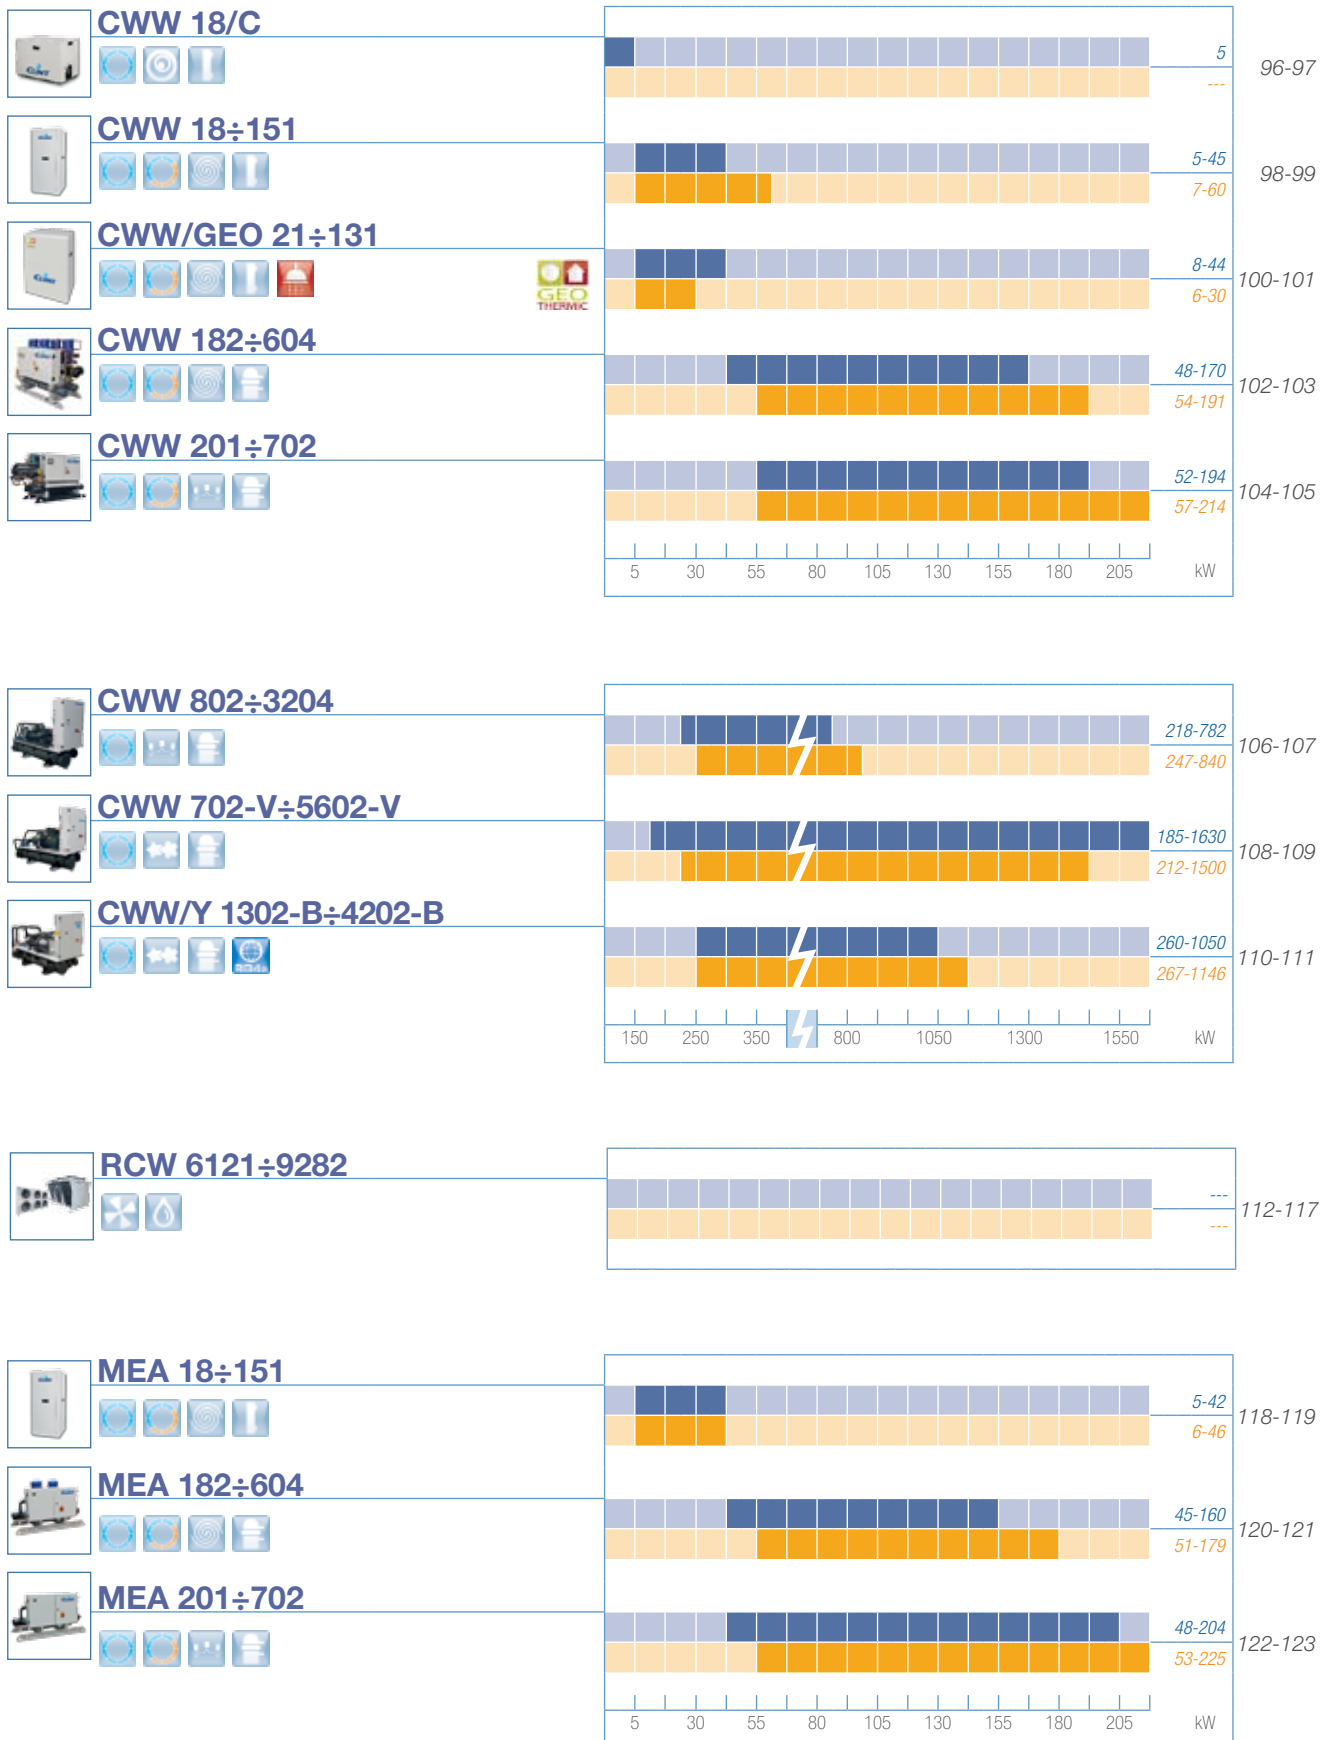 CWW 18/C
5
---
96-97
CWW 18÷151
5-45
7-60
98-99
CWW/GEO 21÷131
GEO
THERMIC
8-44
6-30
100-101
CWW 182÷604
48-170
54-191
102-103
CWW 201÷702
52-194
57-214
104-105
5 30 55 80 105 130 155 180 205 kW
CWW 802÷3204
218-782
247-840
106-107
CWW 702-V÷5602-V
185-1630
212-1500
108-109
CWW/Y 1302-B÷4202-B
260-1050
267-1146
110-111
150 250 350 800 1050 1300 1550 kW
RCW 6121÷9282
---
---
112-117
MEA 18÷151
5-42
6-46
118-119
MEA 182÷604
45-160
51-179
120-121
MEA 201÷702
48-204
53-225
122-123
5 30 55 80 105 130 155 180 205 kW